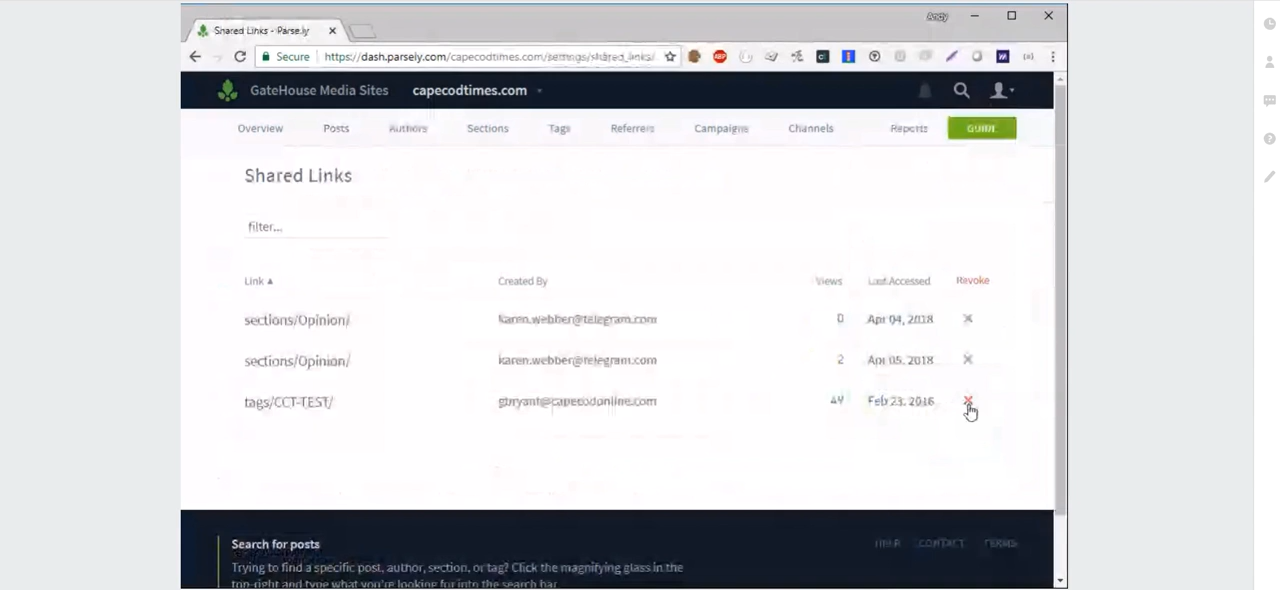 Shared Links - Parse.ly
Andy
Secure https://dash.parsely.com/capecodtimes.com/settings/shared_links/
GateHouse Media Sites capecodtimes.com
Overview Posts Authors Sections Tags Referrers Campaigns Channels Reports GUIDE
Shared Links
filter...
Link Created By Views Last Accessed Revoke
sections/Opinion/ karen.webber@telegram.com 0 Apr 04, 2018
sections/Opinion/ karen.webber@telegram.com 2 Apr 05, 2018
tags/CCT-TEST/ gbryant@capecodonline.com Feb 23, 2016
Search for posts
HELP CONTACT TERMS
Trying to find a specific post, author, section, or tag? Click the magnifying glass in the
top-right and type what you're looking for into the search bar.